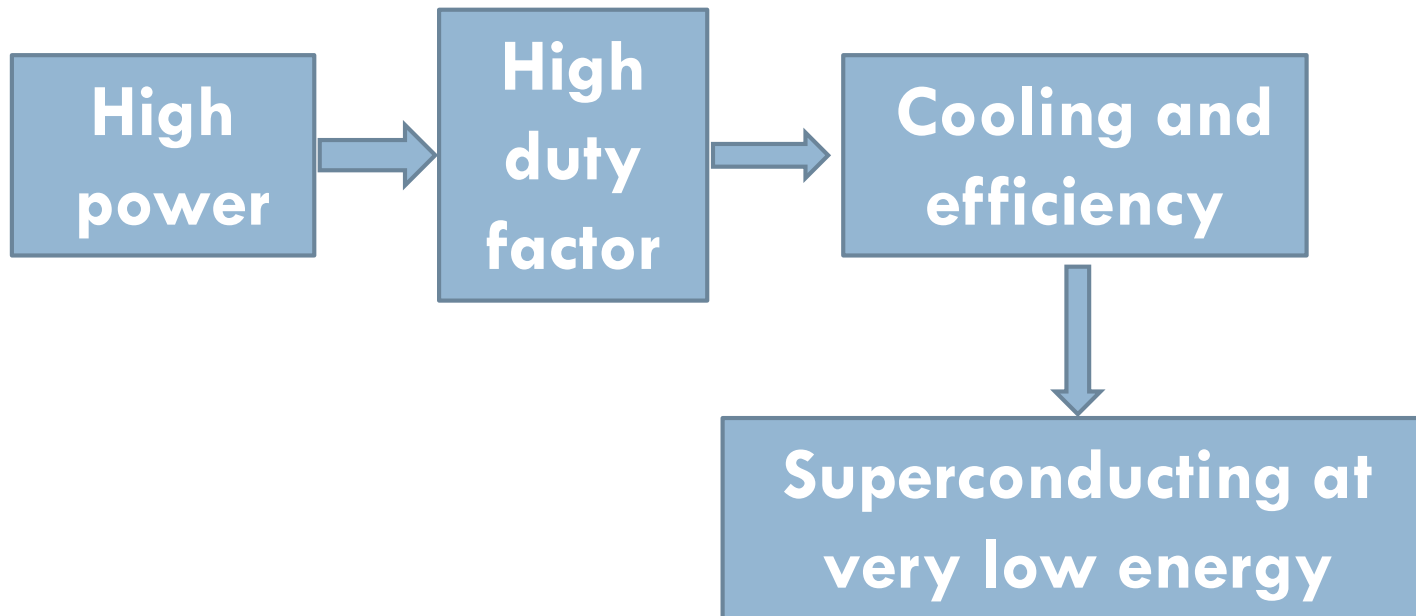 High
power
High
duty
factor
Cooling and
efficiency
Superconducting at
very low energy